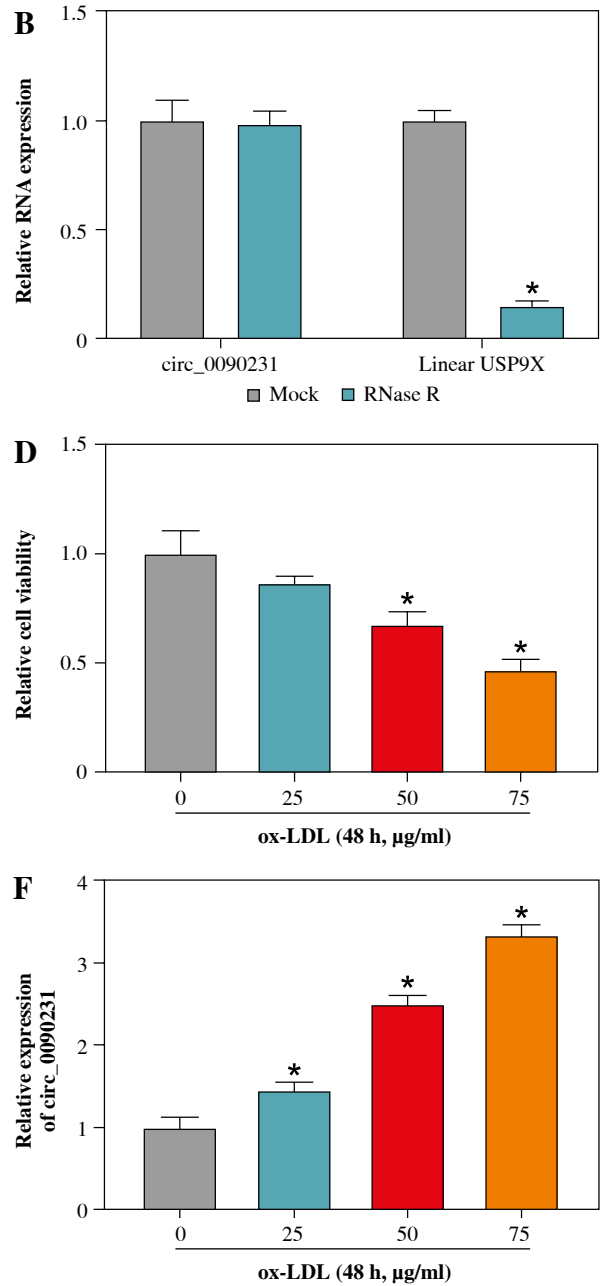 B
Relative RNA expression
1.5
1.0
0.5
0
*
circ_0090231 Linear USP9X
Mock RNase R
D
Relative cell viability
1.5
1.0
0.5
0
*
*
0 25 50 75
ox-LDL (48 h, µg/ml)
F
Relative expression
of circ_0090231
4
3
2
1
0
*
*
*
0 25 50 75
ox-LDL (48 h, µg/ml)